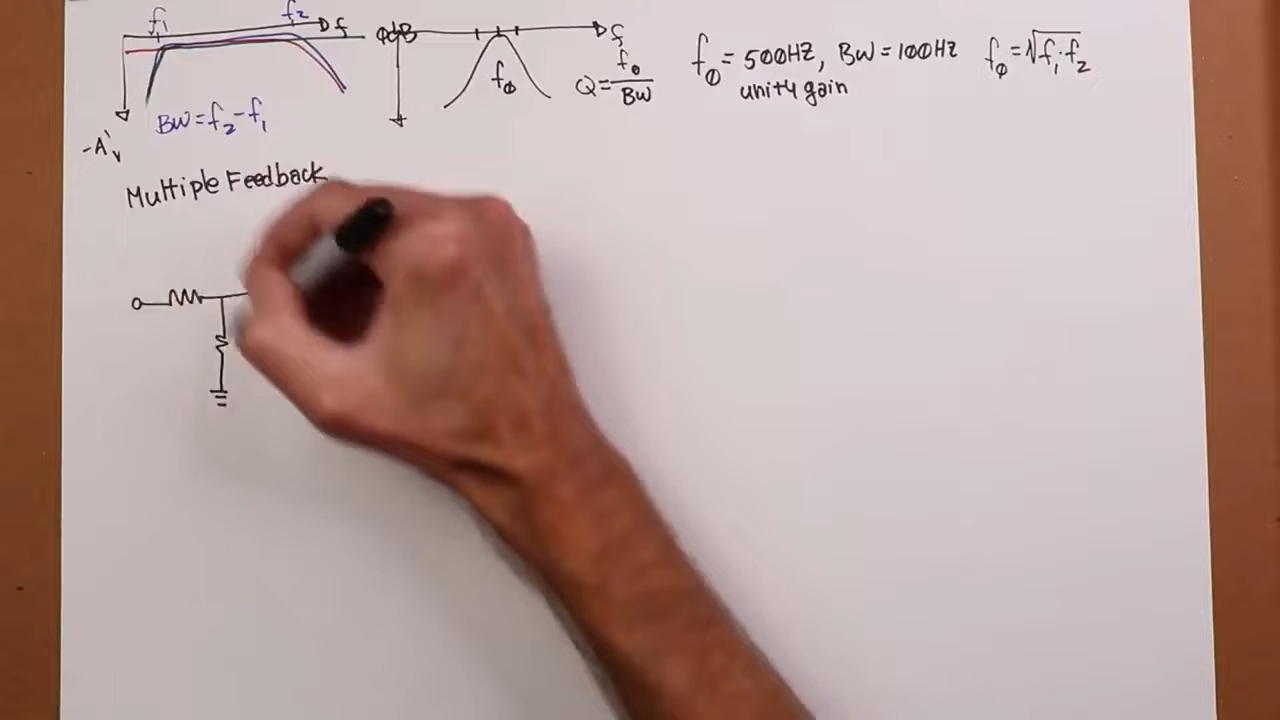 f₁ f₂ f
-A'ᵥ
BW = f₂ - f₁
0dB f
f₀
Q = f₀/BW
f₀ = 500HZ, BW = 100HZ
unity gain
f₀ = √f₁·f₂
Multiple Feedback